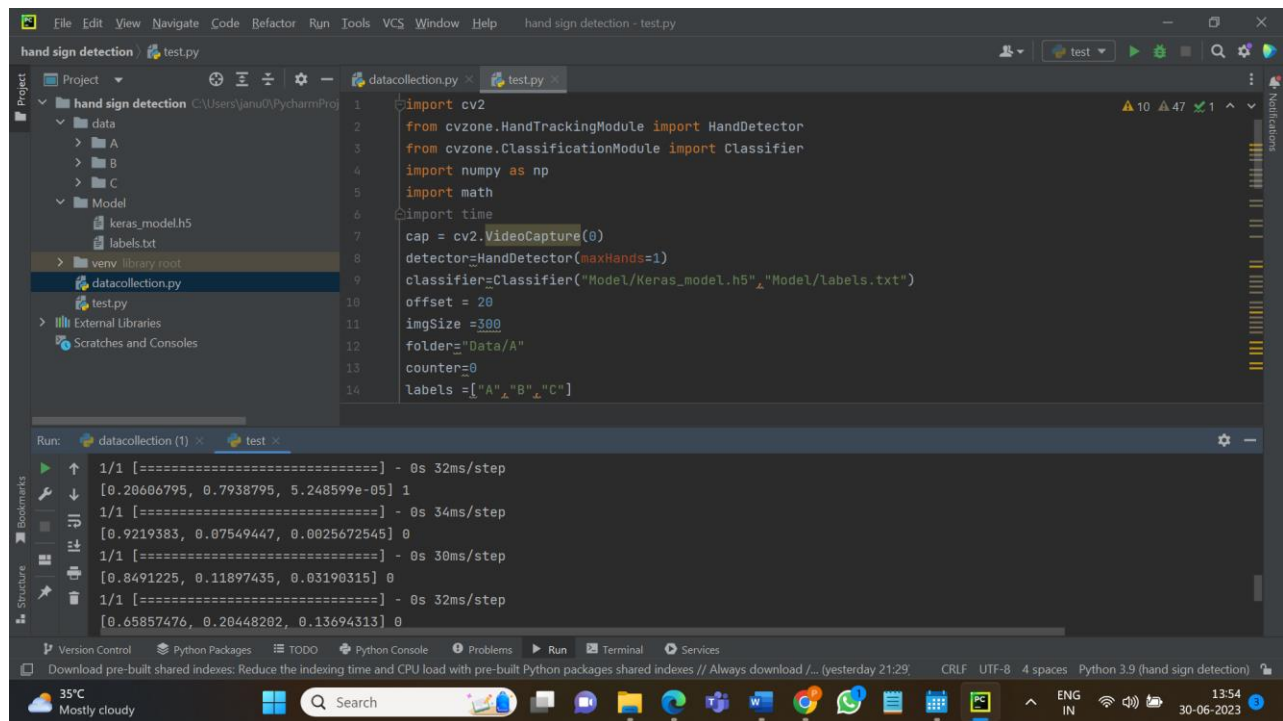 File Edit View Navigate Code Refactor Run Tools VCS Window Help hand sign detection - test.py
hand sign detection test.py test
Project
Project
datacollection.py test.py
Notifications
hand sign detection C:\Users\janu0\PycharmProj
data
A
B
C
Model
keras_model.h5
labels.txt
venv library root
datacollection.py
test.py
External Libraries
Scratches and Consoles
10 47 1
1 import cv2
2 from cvzone.HandTrackingModule import HandDetector
3 from cvzone.ClassificationModule import Classifier
4 import numpy as np
5 import math
6 import time
7 cap = cv2.VideoCapture(0)
8 detector=HandDetector(maxHands=1)
9 classifier=Classifier("Model/Keras_model.h5","Model/labels.txt")
10 offset = 20
11 imgSize =300
12 folder="Data/A"
13 counter=0
14 labels =["A","B","C"]
Run: datacollection (1) test
1/1 [==============================] - 0s 32ms/step
[0.20606795, 0.7938795, 5.248599e-05] 1
1/1 [==============================] - 0s 34ms/step
[0.9219383, 0.07549447, 0.0025672545] 0
1/1 [==============================] - 0s 30ms/step
[0.8491225, 0.11897435, 0.03190315] 0
1/1 [==============================] - 0s 32ms/step
[0.65857476, 0.20448202, 0.13694313] 0
Bookmarks
Structure
Version Control Python Packages TODO Python Console Problems Run Terminal Services
Download pre-built shared indexes: Reduce the indexing time and CPU load with pre-built Python packages shared indexes // Always download /... (yesterday 21:29) CRLF UTF-8 4 spaces Python 3.9 (hand sign detection)
35°C
Mostly cloudy
Search
ENG
IN
13:54
30-06-2023
3